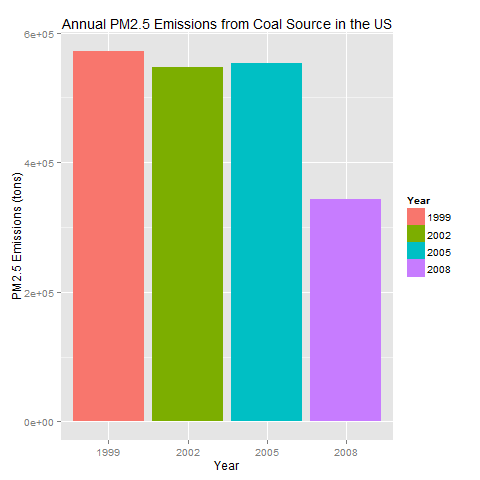 Annual PM2.5 Emissions from Coal Source in the US
PM2.5 Emissions (tons)
6e+05
4e+05
2e+05
0e+00
1999
2002
2005
2008
Year
Year
1999
2002
2005
2008